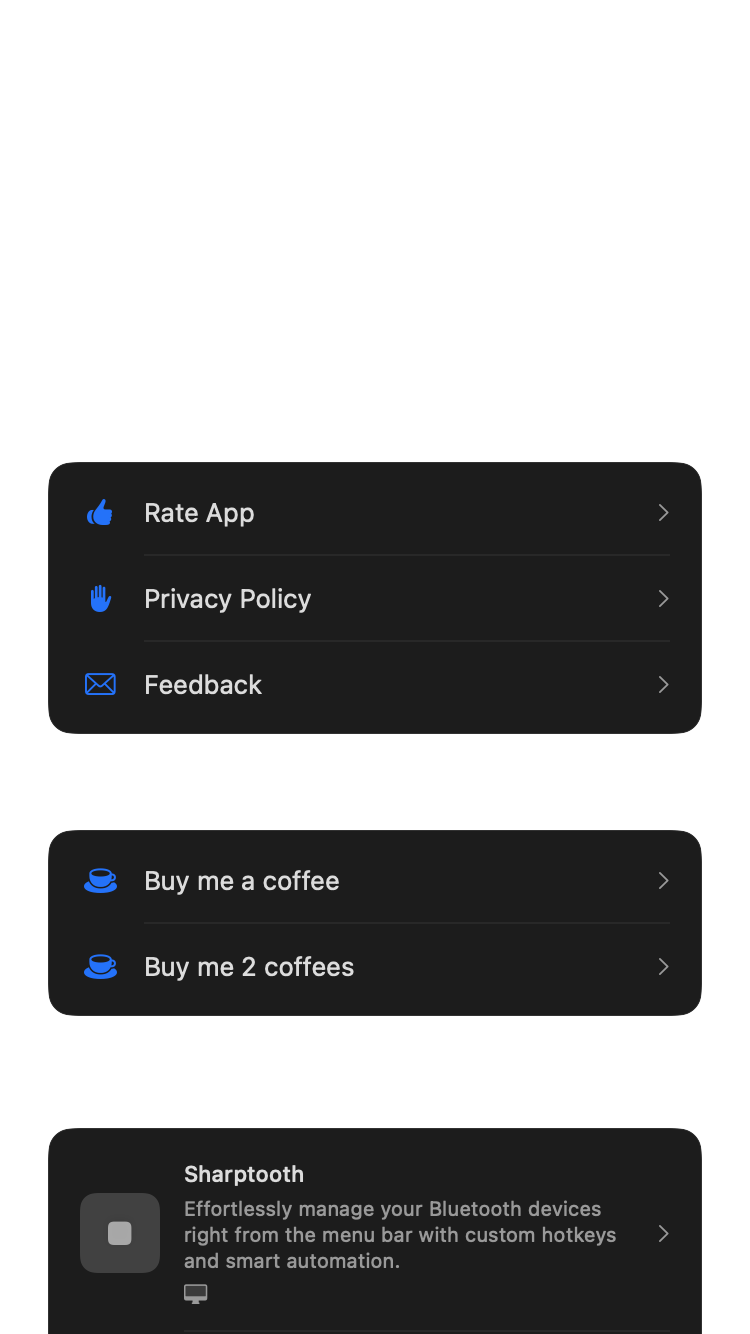 Rate App
Privacy Policy
Feedback
Buy me a coffee
Buy me 2 coffees
Sharptooth
Effortlessly manage your Bluetooth devices
right from the menu bar with custom hotkeys
and smart automation.